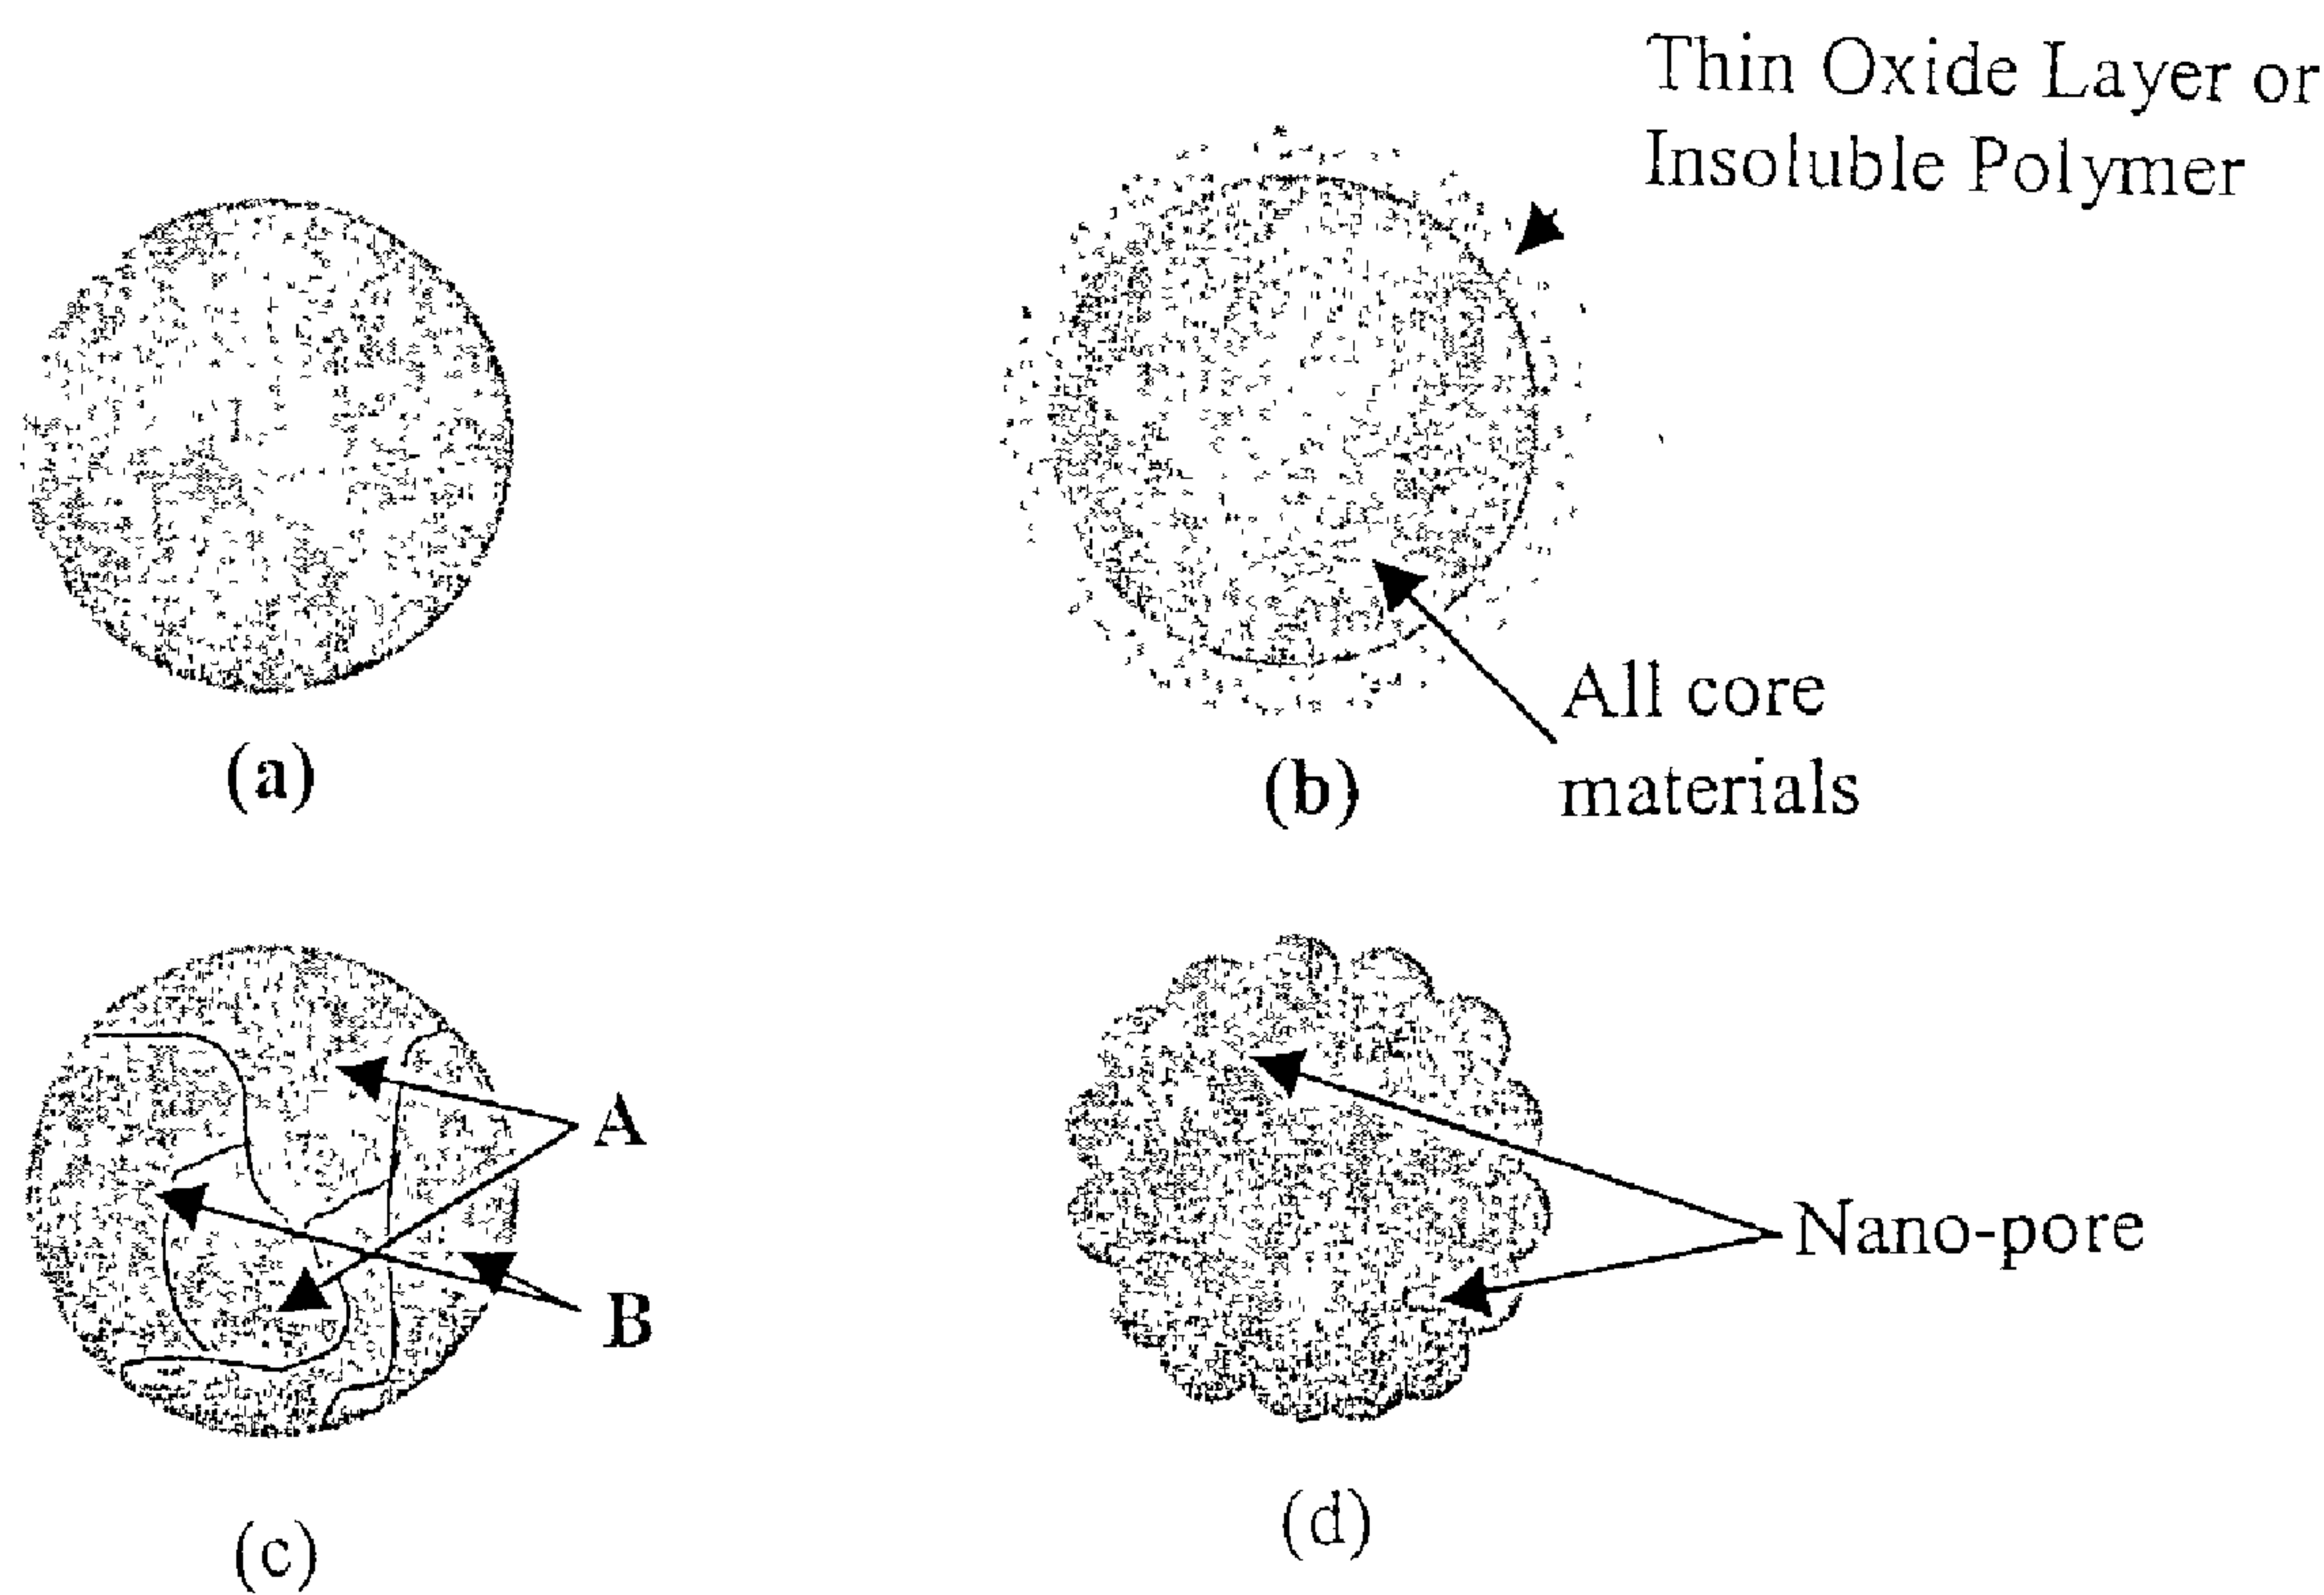 Thin Oxide Layer or
Insoluble Polymer
All core
materials
(a)
(b)
A
B
Nano-pore
(c)
(d)